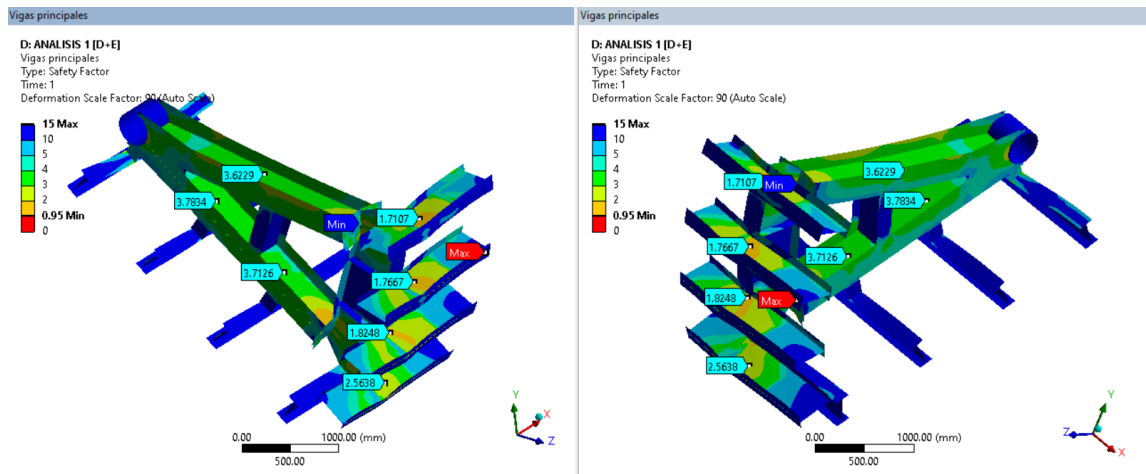 Vigas principales
D: ANALISIS 1 [D+E]
Vigas principales
Type: Safety Factor
Time: 1
Deformation Scale Factor: 90 (Auto Scale)
15 Max
10
5
4
3
2
0.95 Min
0
3.6229
3.7834
Min
1.7107
Max
3.7126
1.7667
1.8248
2.5638
0.00
1000.00 (mm)
500.00
Y
X
Z
Vigas principales
D: ANALISIS 1 [D+E]
Vigas principales
Type: Safety Factor
Time: 1
Deformation Scale Factor: 90 (Auto Scale)
15 Max
10
5
4
3
2
0.95 Min
0
1.7107
Min
3.6229
3.7834
1.7667
3.7126
1.8248
Max
2.5638
0.00
1000.00 (mm)
500.00
Y
Z
X